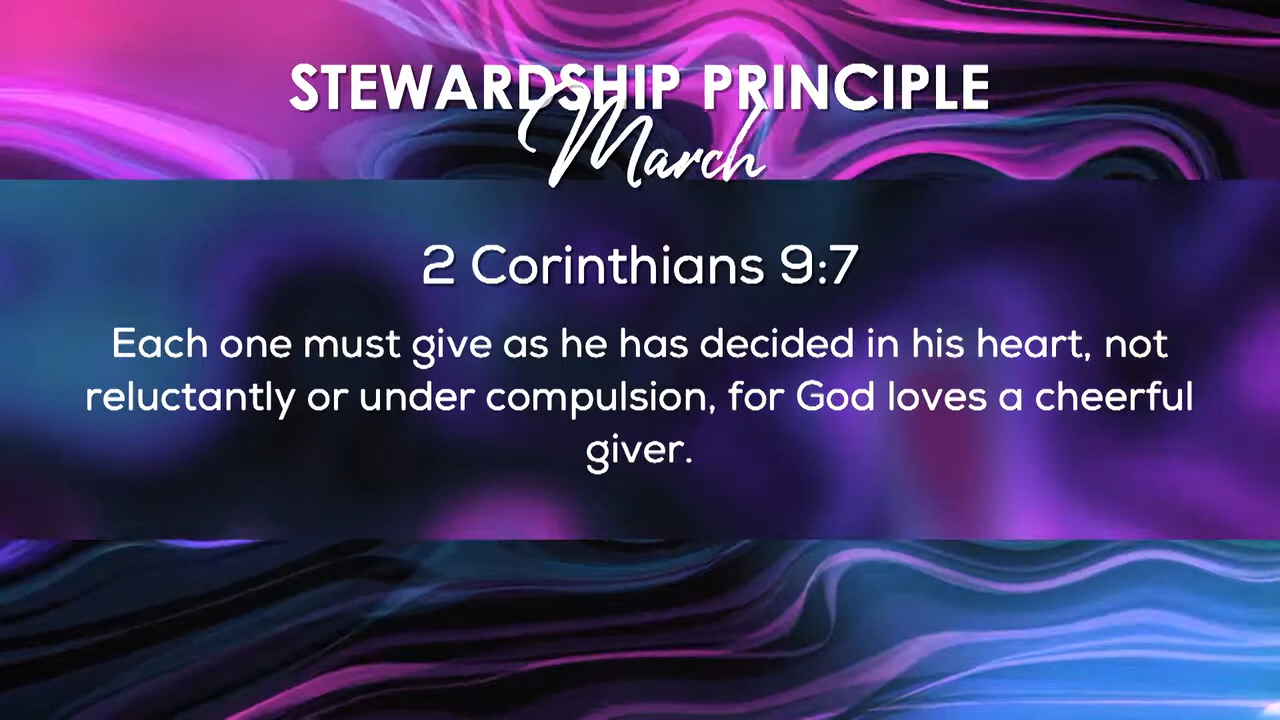 STEWARDSHIP PRINCIPLE
March
2 Corinthians 9:7
Each one must give as he has decided in his heart, not
reluctantly or under compulsion, for God loves a cheerful
giver.